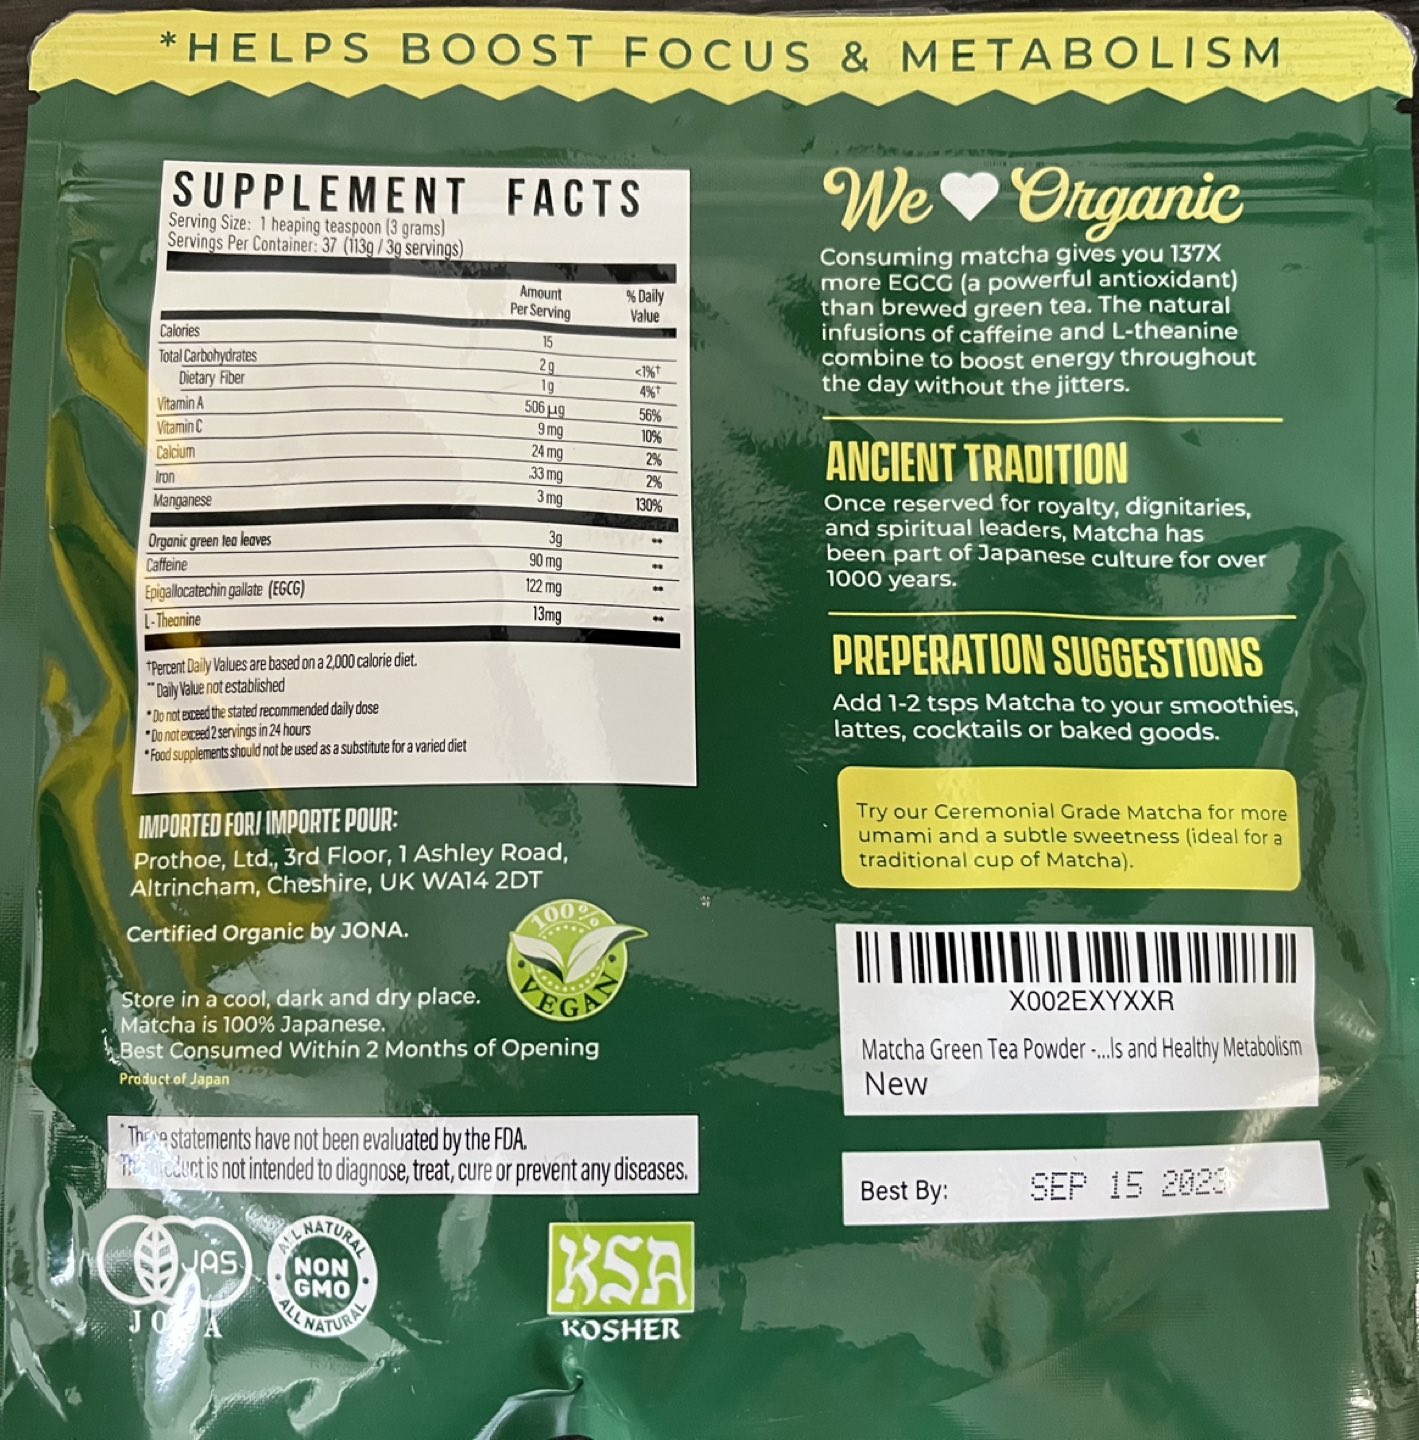 *HELPS BOOST FOCUS & METABOLISM
SUPPLEMENT FACTS
Serving Size: 1 heaping teaspoon (3 grams)
Servings Per Container: 37 (113g / 3g servings)
Amount Per Serving % Daily Value
Calories 15
Total Carbohydrates 2g <1%†
Dietary Fiber 1g 4%†
Vitamin A 506 µg 56%
Vitamin C 9 mg 10%
Calcium 24 mg 2%
Iron .33 mg 2%
Manganese 3 mg 130%
Organic green tea leaves 3g **
Caffeine 90 mg **
Epigallocatechin gallate (EGCG) 122 mg **
L-Theanine 13mg **
†Percent Daily Values are based on a 2,000 calorie diet.
**Daily Value not established
*Do not exceed the stated recommended daily dose
*Do not exceed 2 servings in 24 hours
*Food supplements should not be used as a substitute for a varied diet
IMPORTED FOR/ IMPORTE POUR:
Prothoe, Ltd., 3rd Floor, 1 Ashley Road,
Altrincham, Cheshire, UK WA14 2DT
Certified Organic by JONA.
100%
VEGAN
Store in a cool, dark and dry place.
Matcha is 100% Japanese.
Best Consumed Within 2 Months of Opening
Product of Japan
*These statements have not been evaluated by the FDA.
This product is not intended to diagnose, treat, cure or prevent any diseases.
JAS
JONA
ALL NATURAL
NON
GMO
ALL NATURAL
KSA
KOSHER
We Organic
Consuming matcha gives you 137X
more EGCG (a powerful antioxidant)
than brewed green tea. The natural
infusions of caffeine and L-theanine
combine to boost energy throughout
the day without the jitters.
ANCIENT TRADITION
Once reserved for royalty, dignitaries,
and spiritual leaders, Matcha has
been part of Japanese culture for over
1000 years.
PREPERATION SUGGESTIONS
Add 1-2 tsps Matcha to your smoothies,
lattes, cocktails or baked goods.
Try our Ceremonial Grade Matcha for more
umami and a subtle sweetness (ideal for a
traditional cup of Matcha).
X002EXYXXR
Matcha Green Tea Powder -...ls and Healthy Metabolism
New
Best By: SEP 15 2023